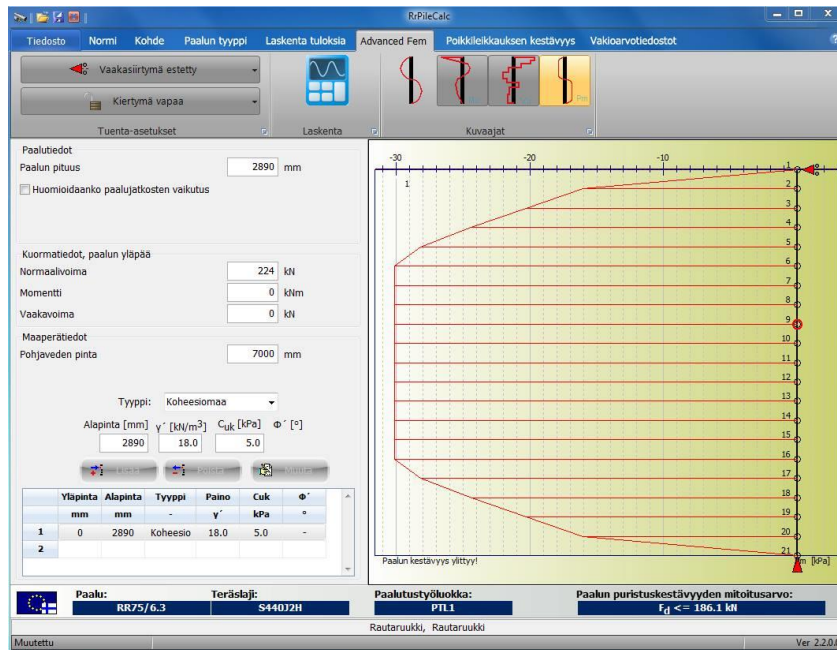 RrPileCalc
Tiedosto Normi Kohde Paalun tyyppi Laskenta tuloksia Advanced Fem Poikkileikkauksen kestävyys Vakioarvotiedostot
Vaakasiirtymä estetty
Kiertymä vapaa
Tuenta-asetukset Laskenta Kuvaajat
Pm
Paalutiedot
Paalun pituus 2890 mm
Huomioidaanko paalujatkosten vaikutus
Kuormatiedot, paalun yläpää
Normaalivoima 224 kN
Momentti 0 kNm
Vaakavoima 0 kN
Maaperätiedot
Pohjaveden pinta 7000 mm
Tyyppi: Koheesiomaa
Alapinta [mm] γ´ [kN/m3] Cuk [kPa] Φ´ [°]
2890 18.0 5.0
Yläpinta Alapinta Tyyppi Paino Cuk Φ´
mm mm - γ´ kPa °
1 0 2890 Koheesio 18.0 5.0 -
2
-30 -20 -10
1
1
2
3
4
5
6
7
8
9
10
11
12
13
14
15
16
17
18
19
20
21
Paalun kestävyys ylittyy! [kPa]
Paalu: Teräslaji: Paalutustyöluokka: Paalun puristuskestävyyden mitoitusarvo:
RR75/6.3 S440J2H PTL1 Fd <= 186.1 kN
Rautaruukki, Rautaruukki
Muutettu Ver 2.2.0.